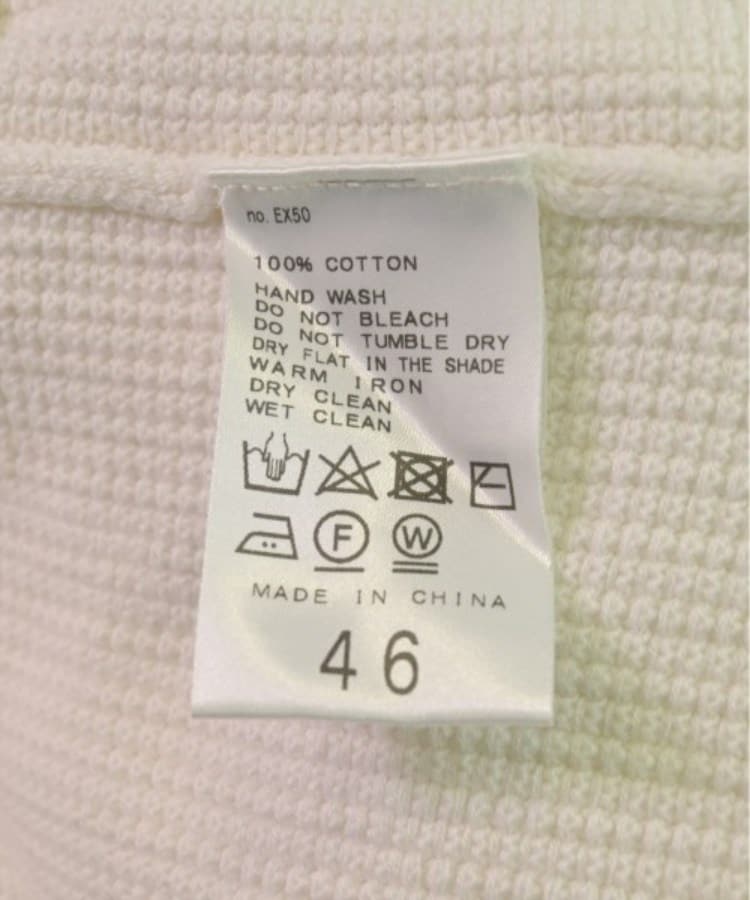 no. EX50
100% COTTON
HAND WASH
DO NOT BLEACH
DO NOT TUMBLE DRY
DRY FLAT IN THE SHADE
WARM IRON
DRY CLEAN
WET CLEAN
F W
MADE IN CHINA
46